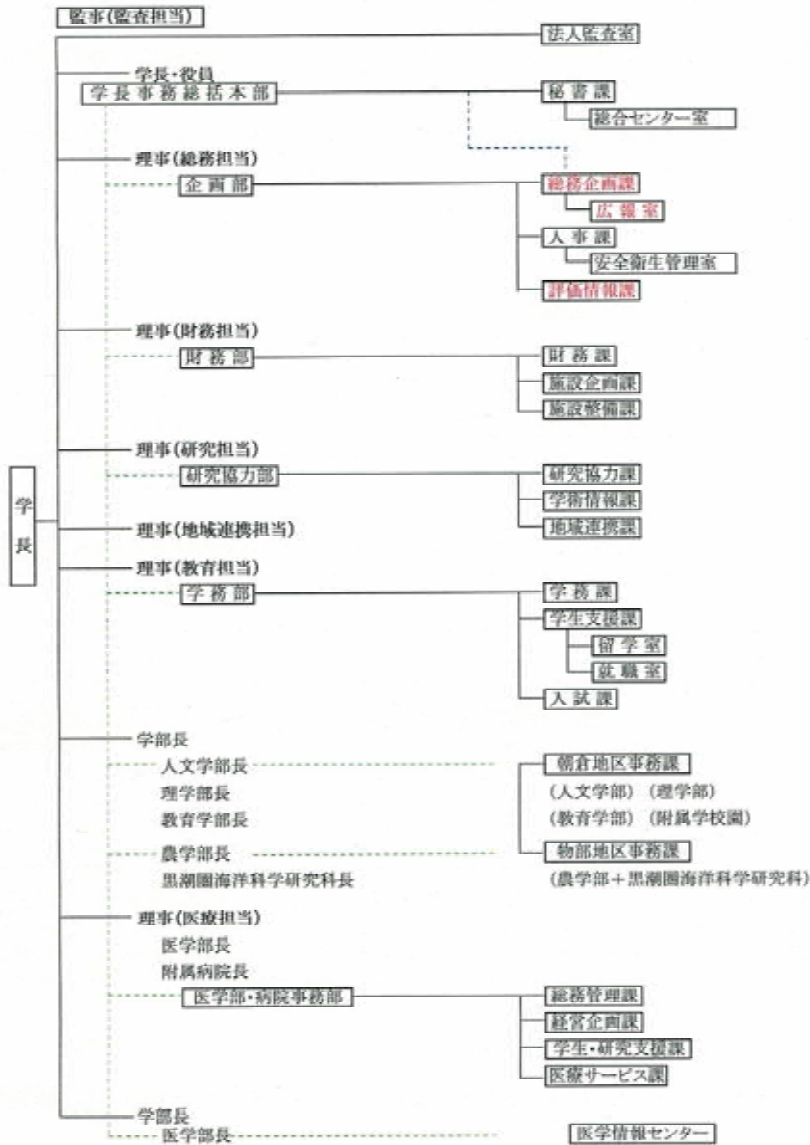 監事(監査担当)
法人監査室
学長・役員
学長事務総括本部 秘書課
総合センター室
理事(総務担当)
企画部 総務企画課
広報室
人事課
安全衛生管理室
評価情報課
理事(財務担当)
財務部 財務課
施設企画課
施設整備課
理事(研究担当)
研究協力部 研究協力課
学術情報課
学長
理事(地域連携担当) 地域連携課
理事(教育担当)
学務部 学務課
学生支援課
留学室
就職室
入試課
学部長
人文学部長 朝倉地区事務課
理学部長 (人文学部) (理学部)
教育学部長 (教育学部) (附属学校園)
農学部長 物部地区事務課
黒潮圏海洋科学研究科長 (農学部+黒潮圏海洋科学研究科)
理事(医療担当)
医学部長
附属病院長
医学部・病院事務部 総務管理課
経営企画課
学生・研究支援課
医療サービス課
学部長
医学部長 医学情報センター